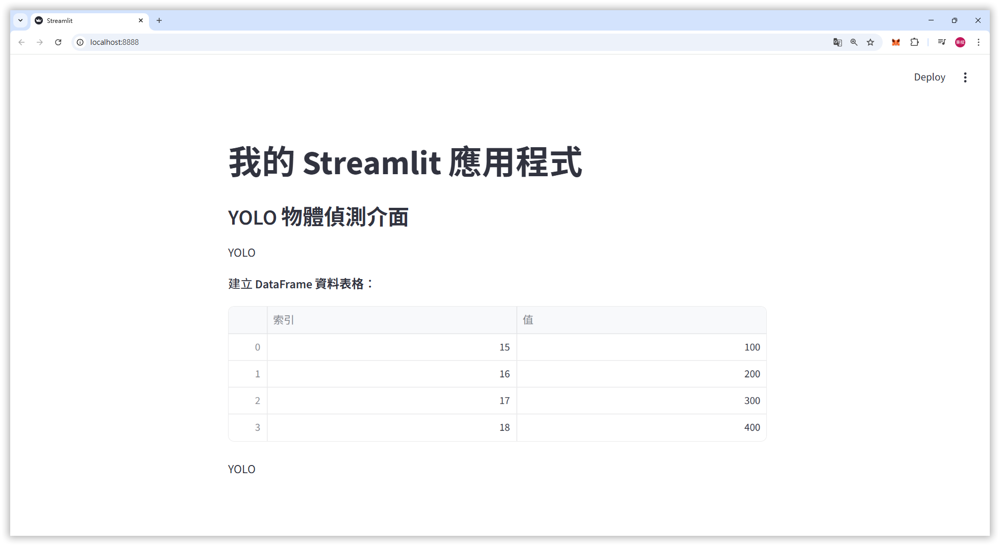 Streamlit
localhost:8888
東樑
Deploy
我的 Streamlit 應用程式
YOLO 物體偵測介面
YOLO
建立 DataFrame 資料表格：
索引 值
0 15 100
1 16 200
2 17 300
3 18 400
YOLO